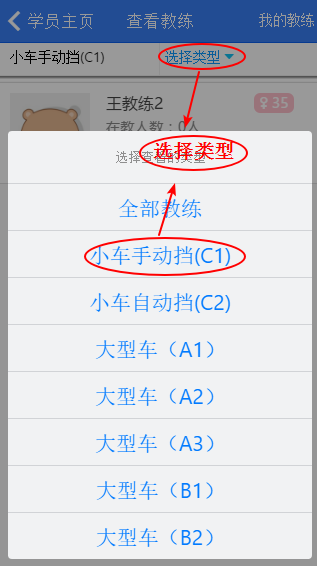 学员主页 查看教练 我的教练
小车手动挡(C1) 选择类型
王教练2 35
在教人数：0人
选择查看的类型
选择类型
全部教练
小车手动挡(C1)
小车自动挡(C2)
大型车（A1）
大型车（A2）
大型车（A3）
大型车（B1）
大型车（B2）